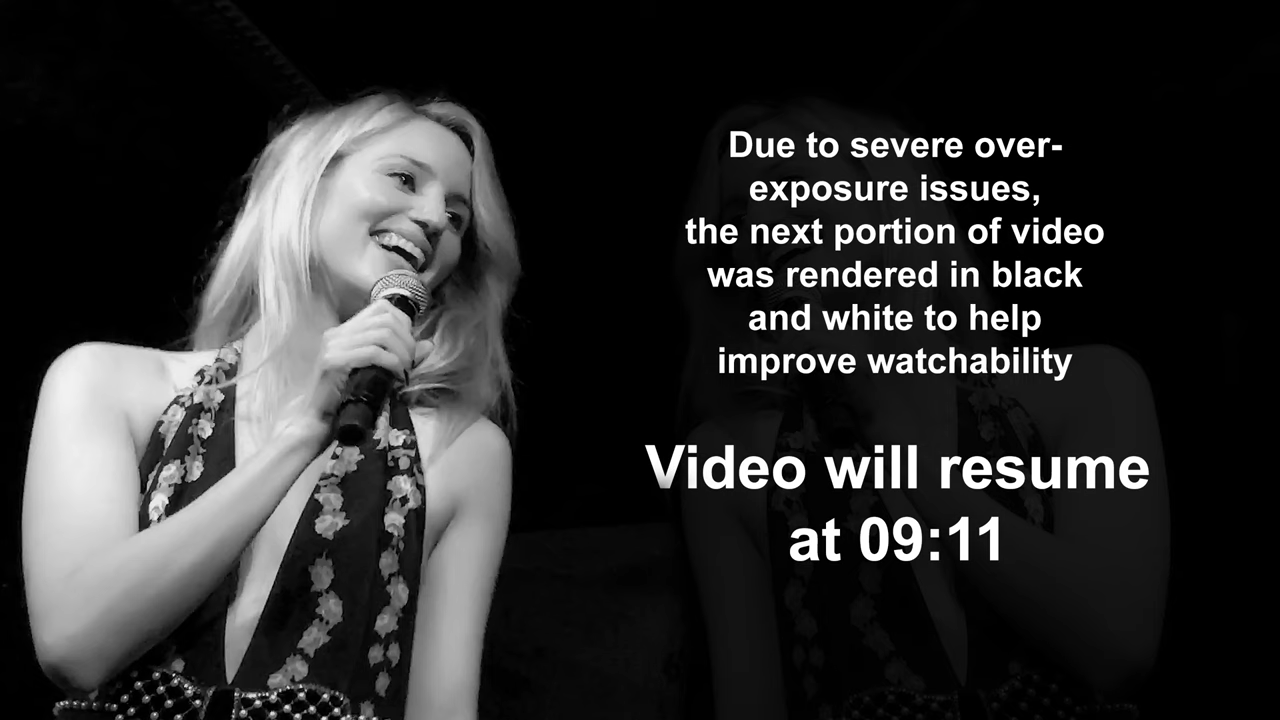 Due to severe over-
exposure issues,
the next portion of video
was rendered in black
and white to help
improve watchability
Video will resume
at 09:11